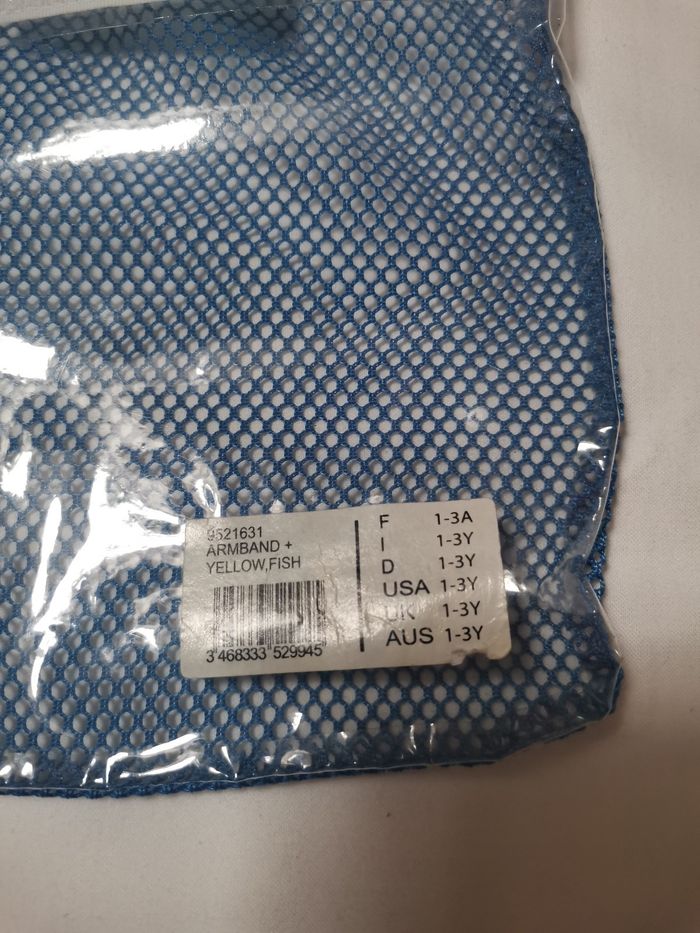 9521631
ARMBAND +
YELLOW,FISH
3"468333"529945"
F 1-3A
I 1-3Y
D 1-3Y
USA 1-3Y
UK 1-3Y
AUS 1-3Y